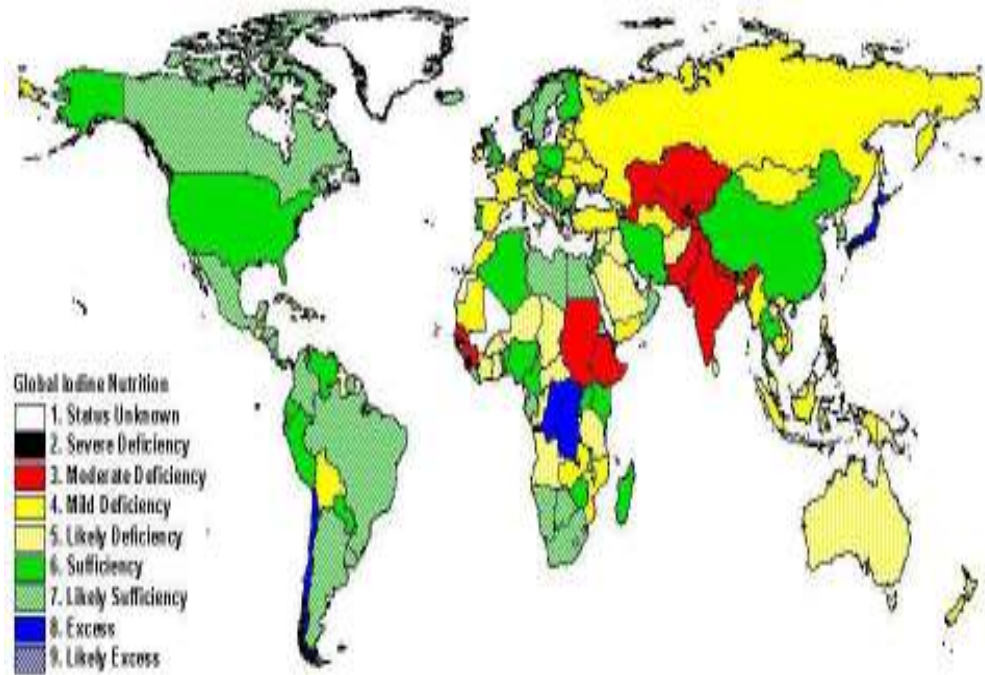 Global Iodine Nutrition
1. Status Unknown
2. Severe Deficiency
3. Moderate Deficiency
4. Mild Deficiency
5. Likely Deficiency
6. Sufficiency
7. Likely Sufficiency
8. Excess
9. Likely Excess